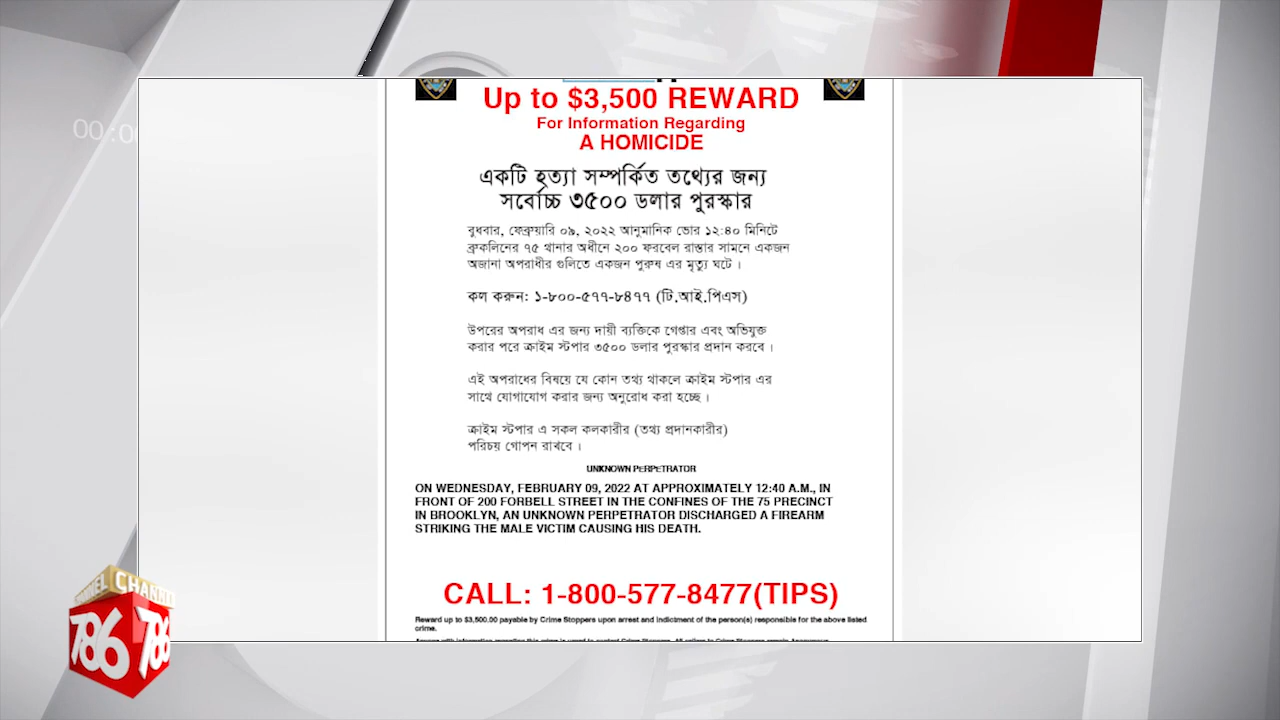 00:00
Up to $3,500 REWARD
For Information Regarding
A HOMICIDE
একটি হত্যা সম্পর্কিত তথ্যের জন্য
সর্বোচ্চ ৩৫০০ ডলার পুরস্কার
বুধবার, ফেব্রুয়ারি ০৯, ২০২২ আনুমানিক ভোর ১২:৪০ মিনিটে
ব্রুকলিনের ৭৫ থানার অধীনে ২০০ ফরবেল রাস্তার সামনে একজন
অজানা অপরাধীর গুলিতে একজন পুরুষ এর মৃত্যু ঘটে ।
কল করুন: ১-৮০০-৫৭৭-৮৪৭৭ (টি.আই.পিএস)
উপরের অপরাধ এর জন্য দায়ী ব্যক্তিকে গেপ্তার এবং অভিযুক্ত
করার পরে ক্রাইম স্টপার ৩৫০০ ডলার পুরস্কার প্রদান করবে ।
এই অপরাধের বিষয়ে যে কোন তথ্য থাকলে ক্রাইম স্টপার এর
সাথে যোগাযোগ করার জন্য অনুরোধ করা হচ্ছে ।
ক্রাইম স্টপার এ সকল কলকারীর (তথ্য প্রদানকারীর)
পরিচয় গোপন রাখবে ।
UNKNOWN PERPETRATOR
ON WEDNESDAY, FEBRUARY 09, 2022 AT APPROXIMATELY 12:40 A.M., IN
FRONT OF 200 FORBELL STREET IN THE CONFINES OF THE 75 PRECINCT
IN BROOKLYN, AN UNKNOWN PERPETRATOR DISCHARGED A FIREARM
STRIKING THE MALE VICTIM CAUSING HIS DEATH.
CALL: 1-800-577-8477(TIPS)
Reward up to $3,500.00 payable by Crime Stoppers upon arrest and indictment of the person(s) responsible for the above listed
crime.
CHANNEL
786
786